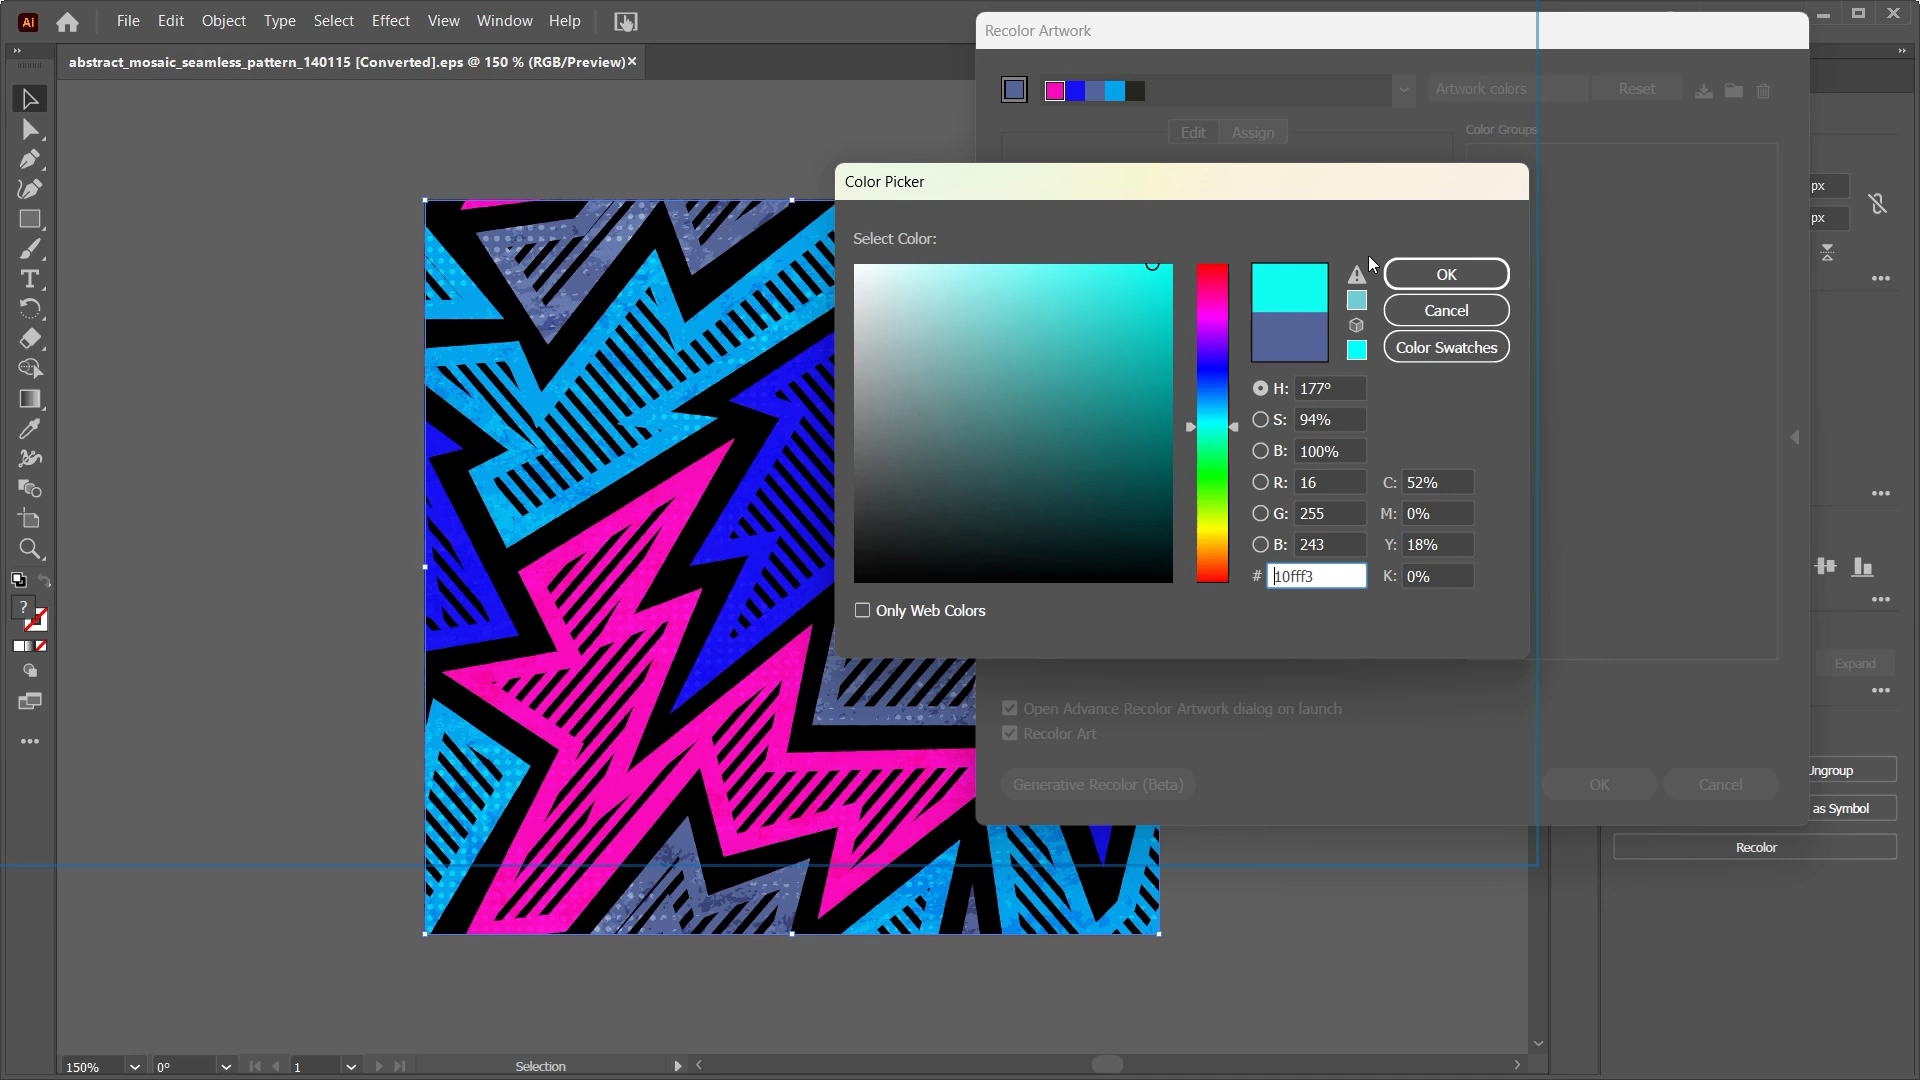 Ai File Edit Object Type Select Effect View Window Help
Recolor Artwork
abstract_mosaic_seamless_pattern_140115 [Converted].eps @ 150 % (RGB/Preview)
Artwork colors Reset
Edit Assign Color Groups
Color Picker
px
px
Select Color:
OK
Cancel
Color Swatches
H: 177°
S: 94%
B: 100%
R: 16 C: 52%
G: 255 M: 0%
B: 243 Y: 18%
# 10fff3 K: 0%
Only Web Colors
?
Expand
Open Advance Recolor Artwork dialog on launch
Recolor Art
Generative Recolor (Beta) OK Cancel
Ungroup
as Symbol
Recolor
150% 0° 1 Selection